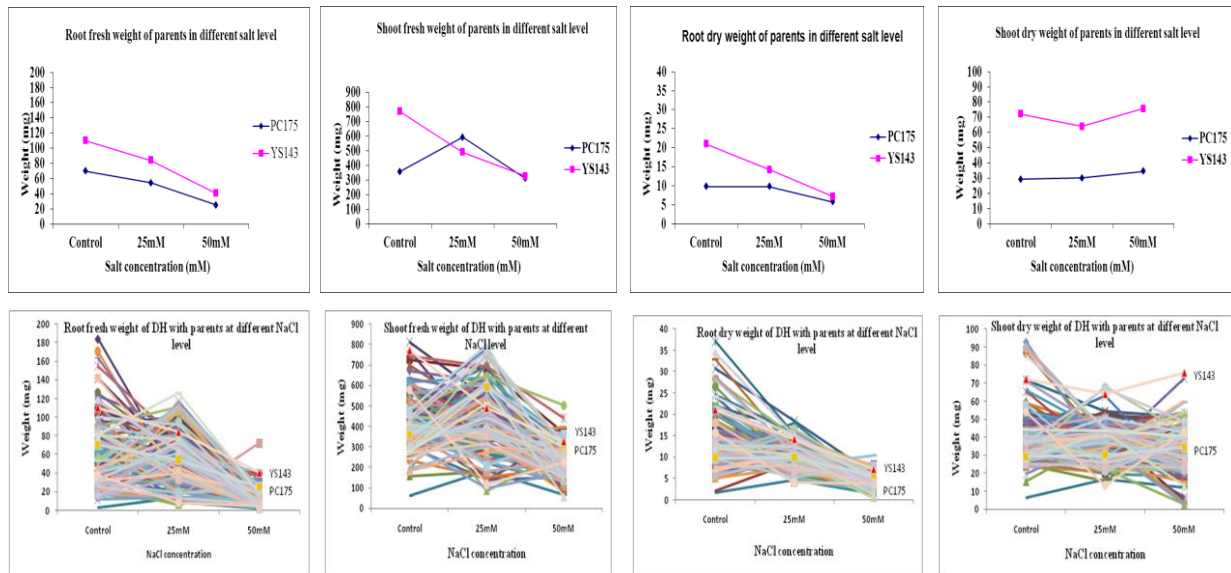 Root fresh weight of parents in different salt level
Weight (mg)
200
180
160
140
120
100
80
60
40
20
0
PC175
YS143
Control 25mM 50mM
Salt concentration (mM)
Shoot fresh weight of parents in different salt level
Weight (mg)
900
800
700
600
500
400
300
200
100
0
PC175
YS143
Control 25mM 50mM
Salt concentration (mM)
Root dry weight of parents in different salt level
Weight (mg)
40
35
30
25
20
15
10
5
0
PC175
YS143
Control 25mM 50mM
Salt concentration (mM)
Shoot dry weight of parents in different salt level
Weight (mg)
100
90
80
70
60
50
40
30
20
10
0
PC175
YS143
control 25mM 50mM
Salt concentration (mM)
Root fresh weight of DH with parents at different NaCl
level
Weight (mg)
200
180
160
140
120
100
80
60
40
20
0
YS143
PC175
Control 25mM 50mM
NaCl concentration
Shoot fresh weight of DH with parents at different
NaCl level
Weight (mg)
900
800
700
600
500
400
300
200
100
0
YS143
PC175
Control 25mM 50mM
NaCl concentration
Root dry weight of DH with parents at different NaCl
level
Weight (mg)
40
35
30
25
20
15
10
5
0
YS143
PC175
Control 25mM 50mM
NaCl concentration
Shoot dry weight of DH with parents at different NaCl
level
Weight (mg)
100
90
80
70
60
50
40
30
20
10
0
YS143
PC175
Control 25mM 50mM
NaCl concentration